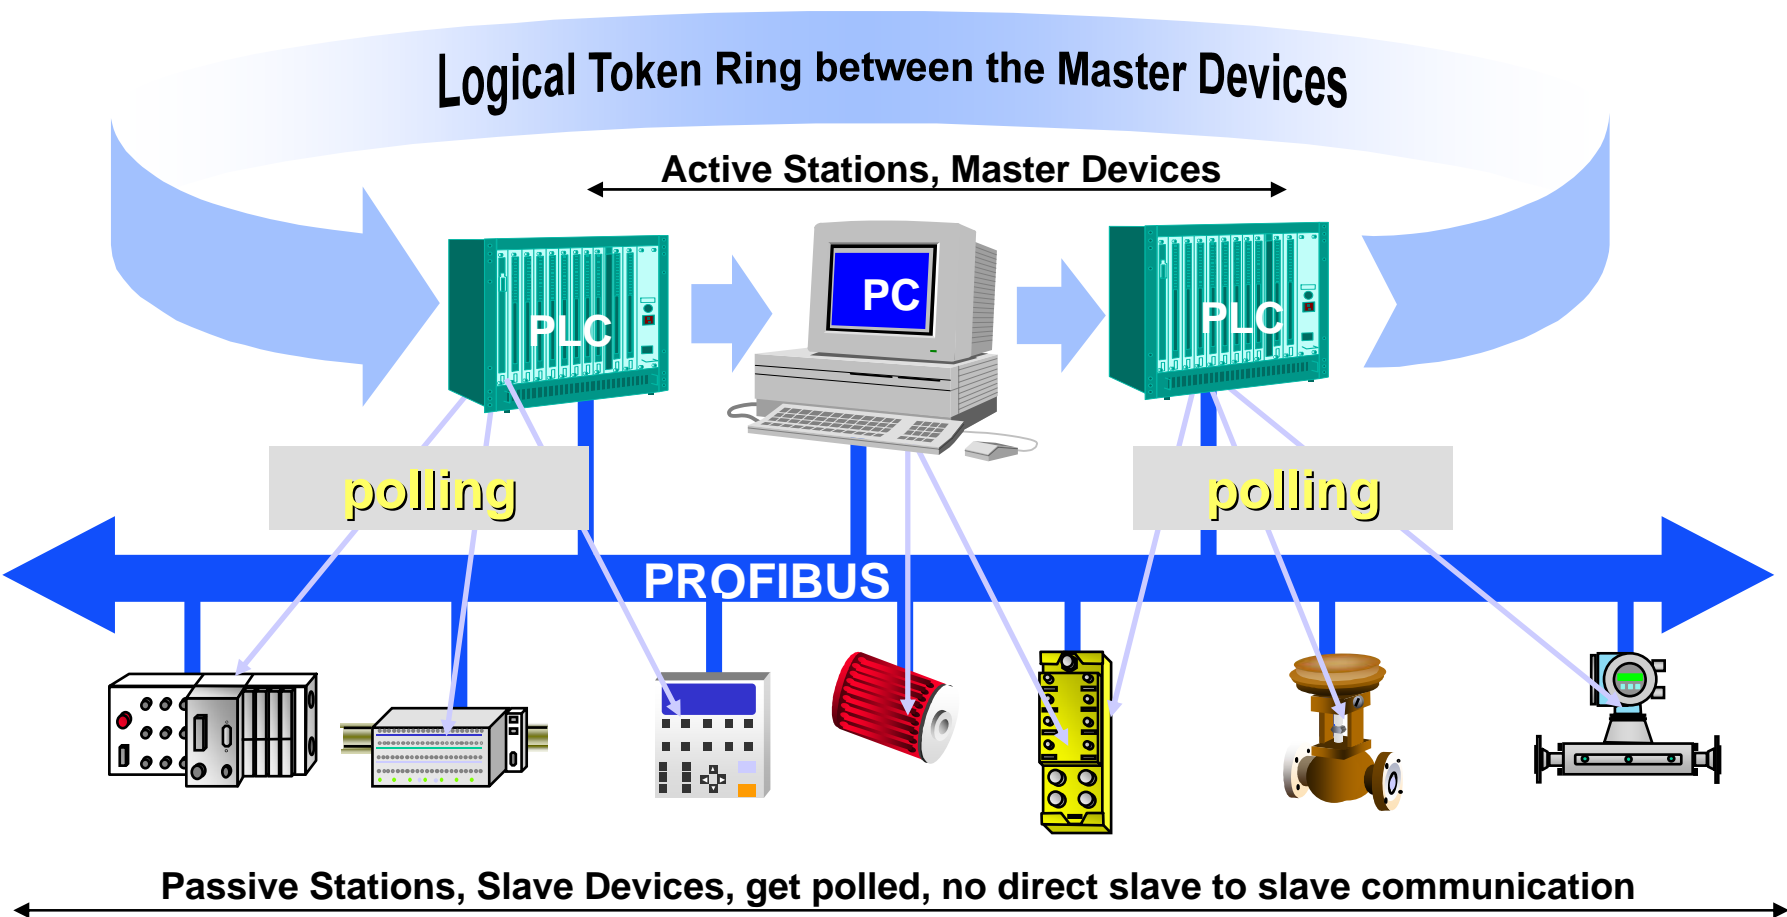 Logical Token Ring between the Master Devices
Active Stations, Master Devices
PLC
PC
PLC
polling
polling
PROFIBUS
Passive Stations, Slave Devices, get polled, no direct slave to slave communication